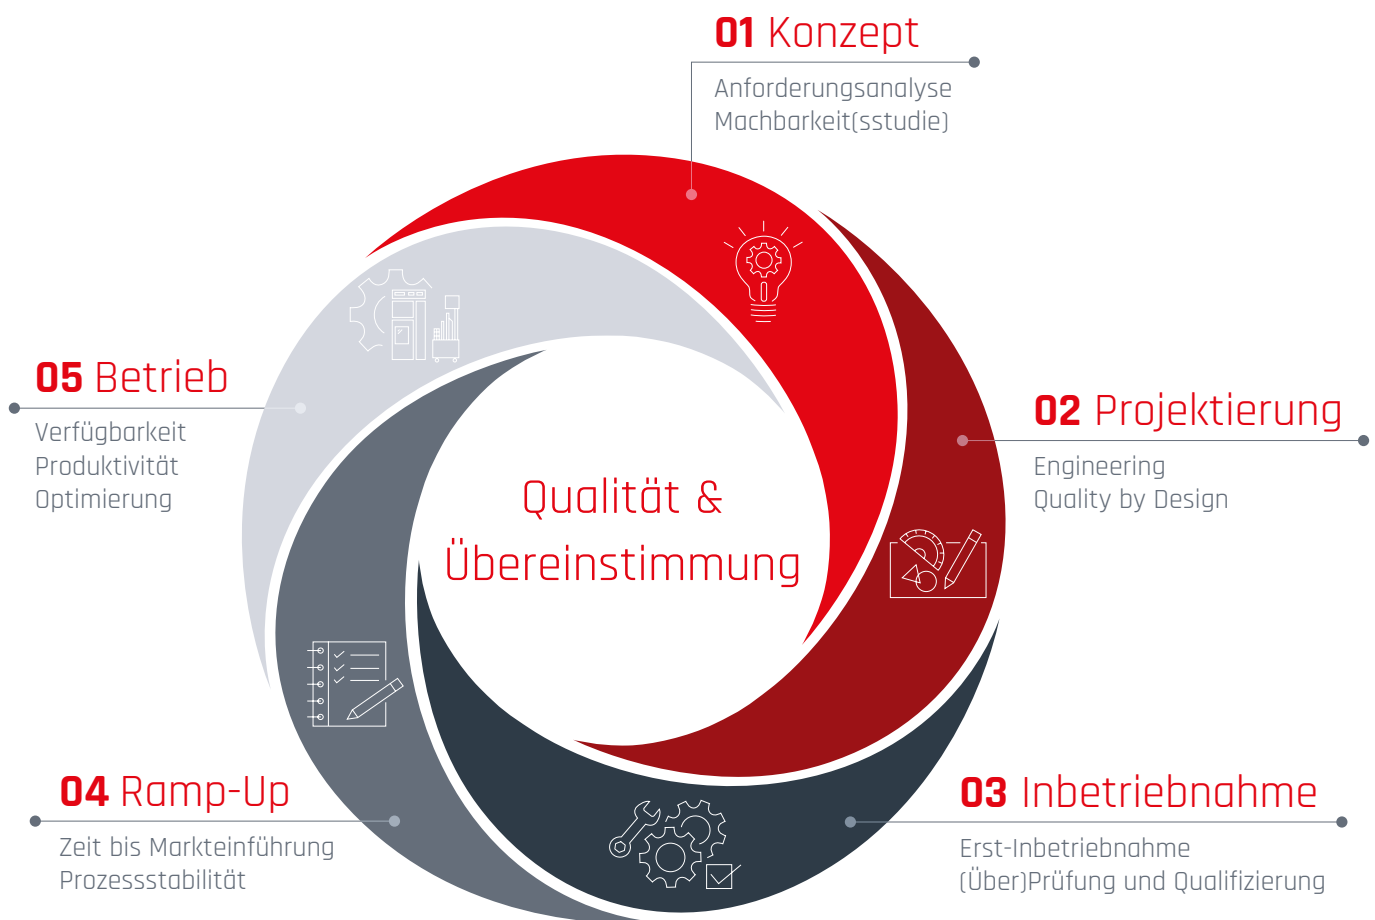 01 Konzept
Anforderungsanalyse
Machbarkeit(sstudie)
02 Projektierung
Engineering
Quality by Design
03 Inbetriebnahme
Erst-Inbetriebnahme
(Über)Prüfung und Qualifizierung
04 Ramp-Up
Zeit bis Markteinführung
Prozessstabilität
05 Betrieb
Verfügbarkeit
Produktivität
Optimierung
Qualität &
Übereinstimmung